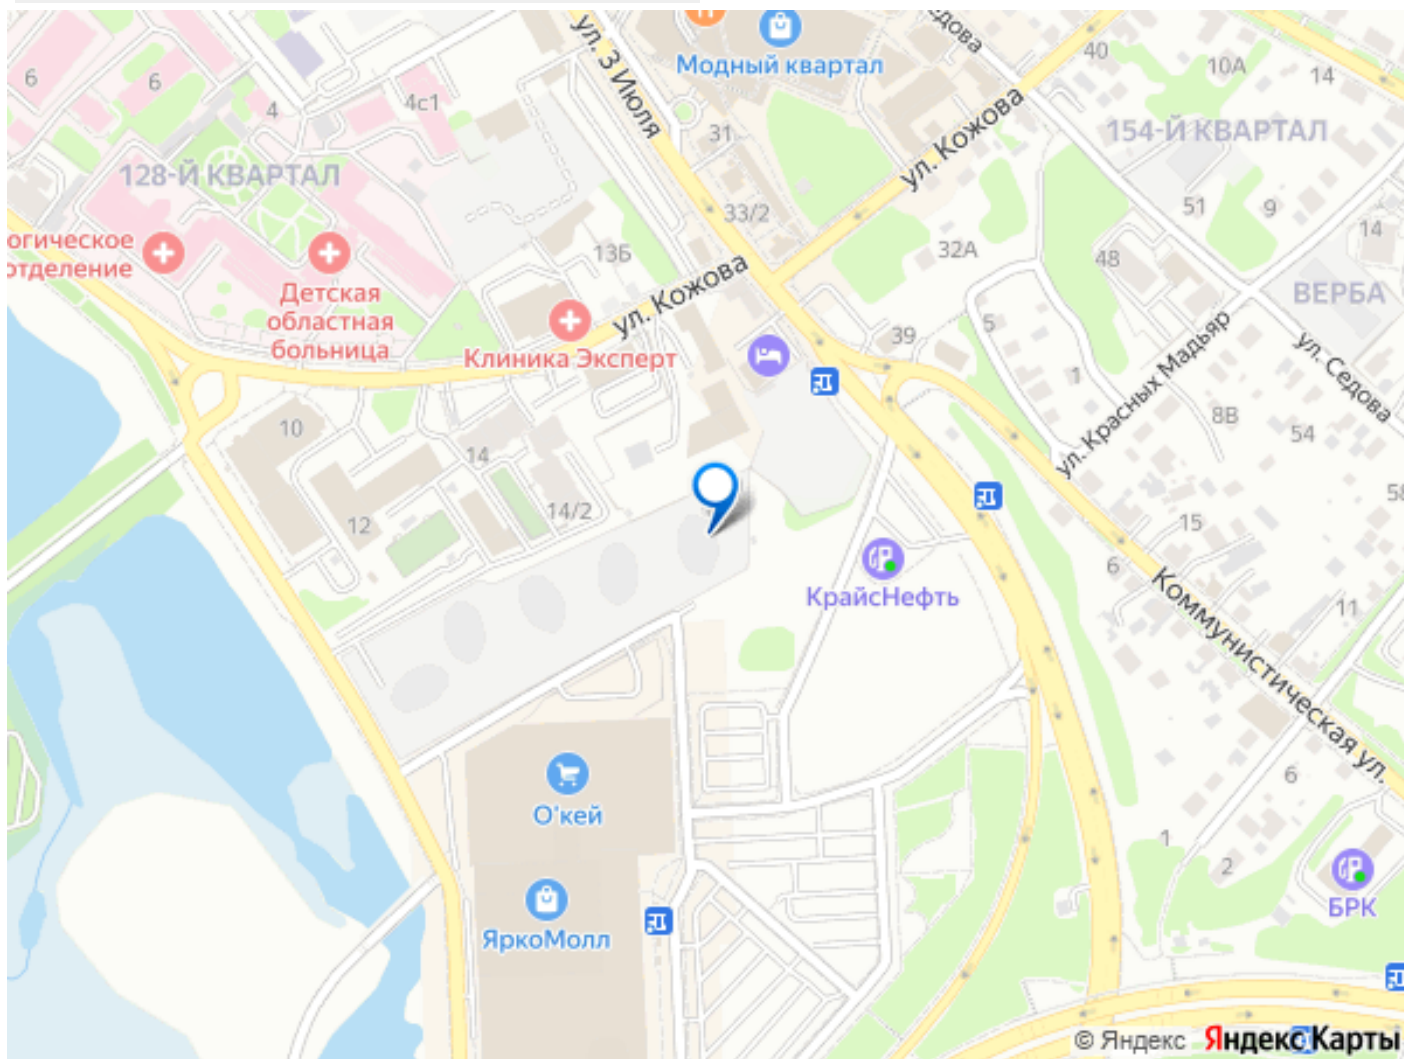 ул. 3 Июля
Модный квартал
Седова
40
10А
14
6
6
4
4с1
31
ул. Кожова
154-Й КВАРТАЛ
128-Й КВАРТАЛ
33/2
51
9
14
огическое
отделение
13Б
32А
48
Детская
областная
больница
ул. Кожова
ВЕРБА
Клиника Эксперт
39
5
1
ул. Красных Мадьяр
ул. Седова
8В
54
10
14
12
14/2
58
15
6
КрайсНефть
Коммунистическая ул.
11
О'кей
6
1
2
ЯркоМолл
БРК
© Яндекс Яндекс Карты